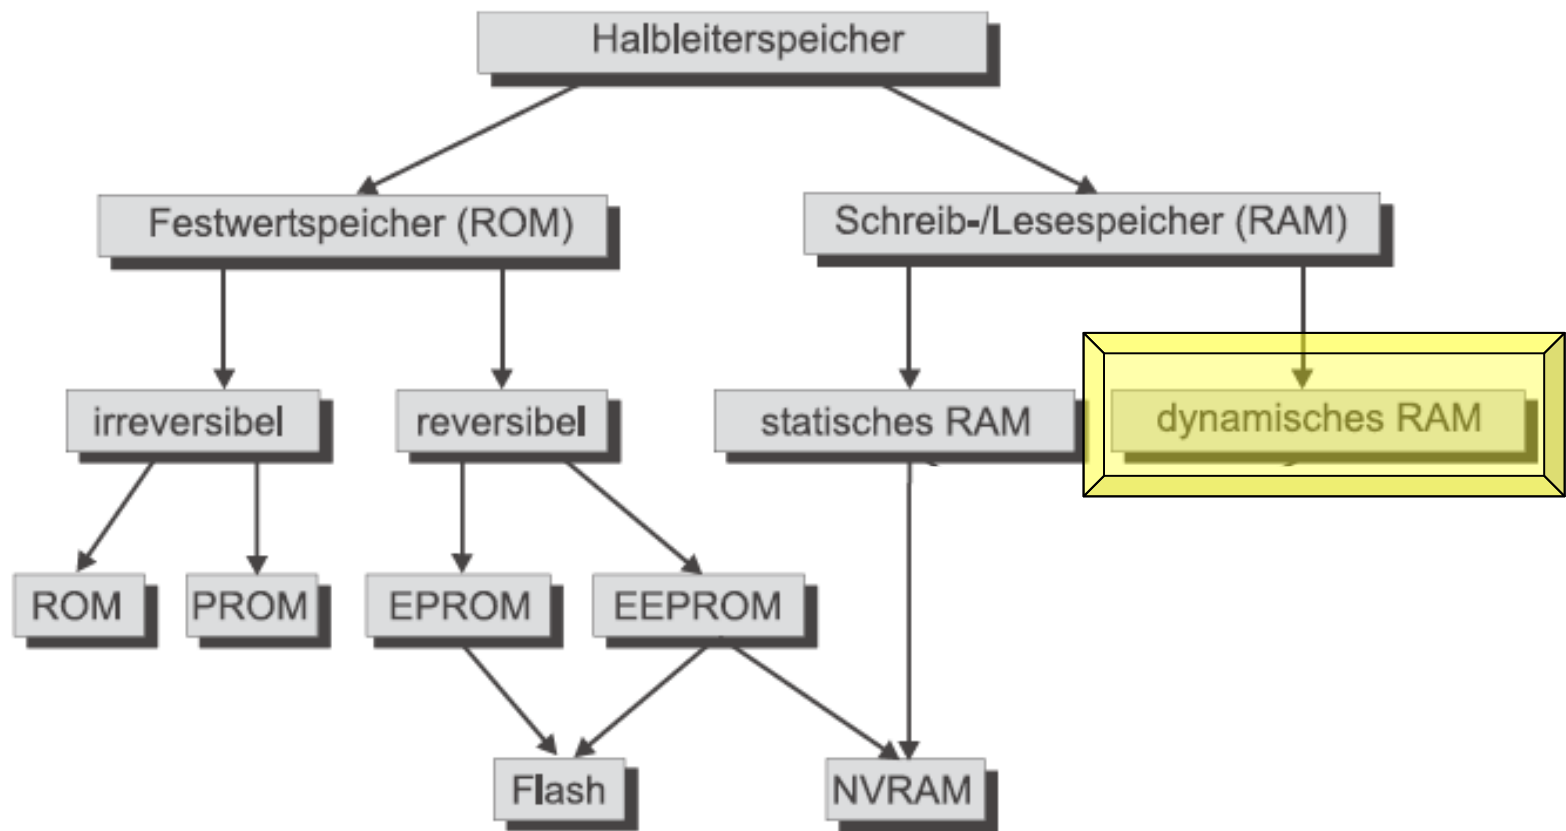 Halbleiterspeicher
Festwertspeicher (ROM)
Schreib-/Lesespeicher (RAM)
irreversibel
reversibel
statisches RAM
dynamisches RAM
ROM
PROM
EPROM
EEPROM
Flash
NVRAM